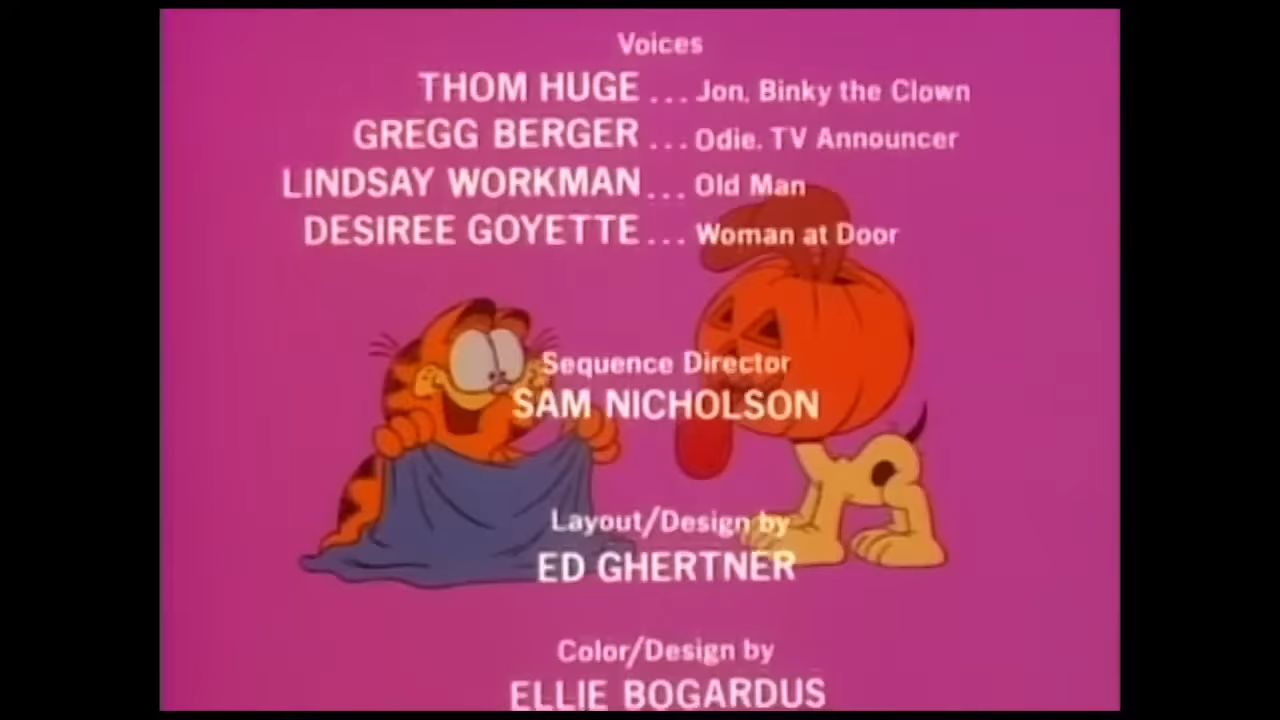 Voices
THOM HUGE ... Jon, Binky the Clown
GREGG BERGER ... Odie, TV Announcer
LINDSAY WORKMAN ... Old Man
DESIREE GOYETTE ... Woman at Door
Sequence Director
SAM NICHOLSON
Layout/Design by
ED GHERTNER
Color/Design by
ELLIE BOGARDUS